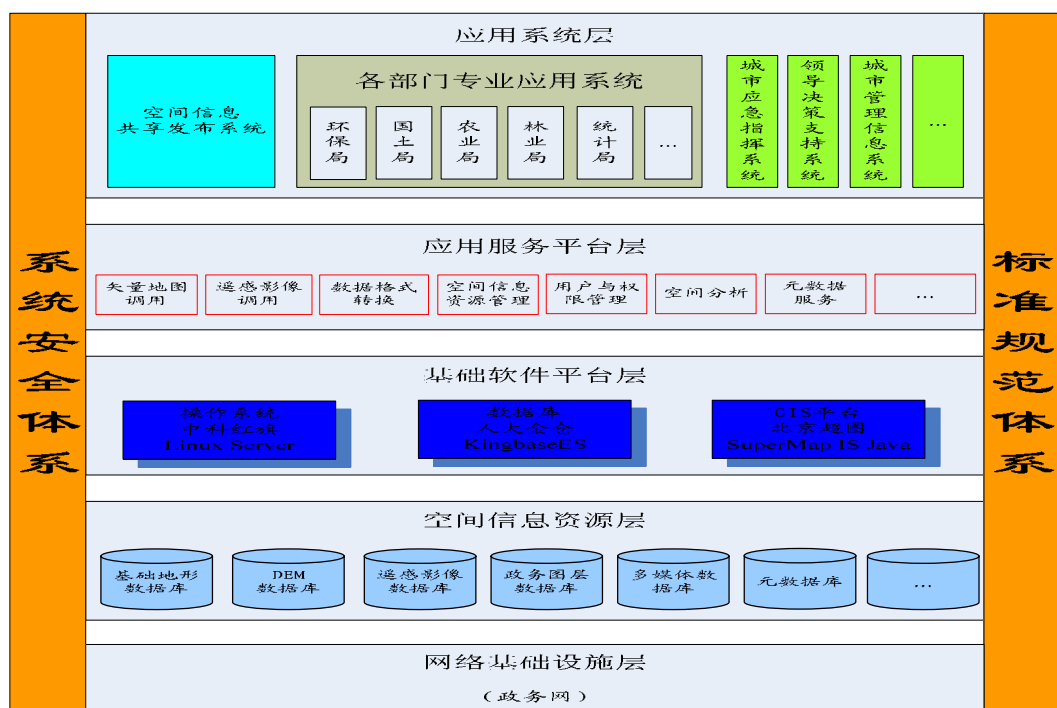 系统安全体系
应用系统层
空间信息
共享发布系统
各部门专业应用系统
环保局
国土局
农业局
林业局
统计局
...
城市应急指挥系统
领导决策支持系统
城市管理信息系统
...
应用服务平台层
矢量地图
调用
遥感影像
调用
数据格式
转换
空间信息
资源管理
用户与权
限管理
空间分析
元数据
服务
...
基础软件平台层
操作系统
中科红旗
Linux Server
数据库
人大金仓
KingbaseES
GIS平台
北京超图
SuperMap IS Java
空间信息资源层
基础地形
数据库
DEM
数据库
遥感影像
数据库
政务图层
数据库
多媒体数
据库
元数据库
...
网络基础设施层
(政务网)
标准规范体系